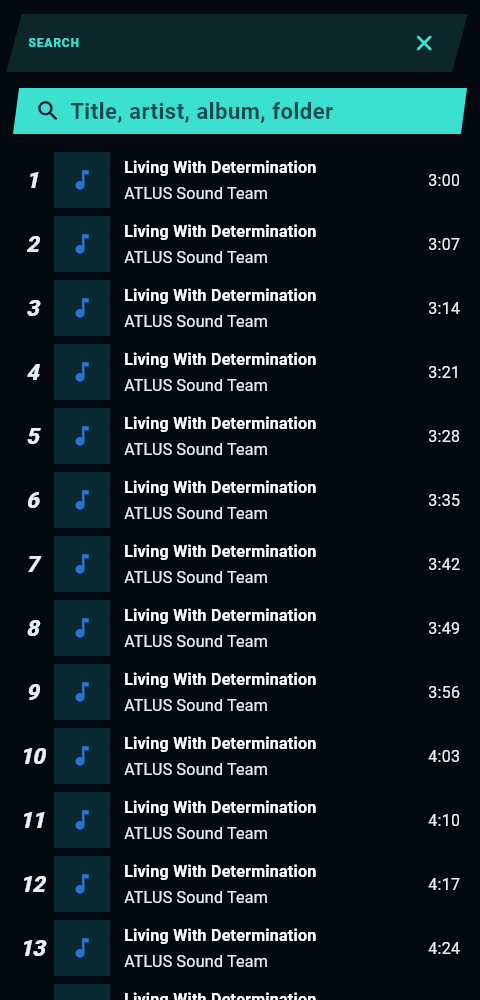 SEARCH
Title, artist, album, folder
1
Living With Determination
ATLUS Sound Team
3:00
2
Living With Determination
ATLUS Sound Team
3:07
3
Living With Determination
ATLUS Sound Team
3:14
4
Living With Determination
ATLUS Sound Team
3:21
5
Living With Determination
ATLUS Sound Team
3:28
6
Living With Determination
ATLUS Sound Team
3:35
7
Living With Determination
ATLUS Sound Team
3:42
8
Living With Determination
ATLUS Sound Team
3:49
9
Living With Determination
ATLUS Sound Team
3:56
10
Living With Determination
ATLUS Sound Team
4:03
11
Living With Determination
ATLUS Sound Team
4:10
12
Living With Determination
ATLUS Sound Team
4:17
13
Living With Determination
ATLUS Sound Team
4:24
Living With Determination